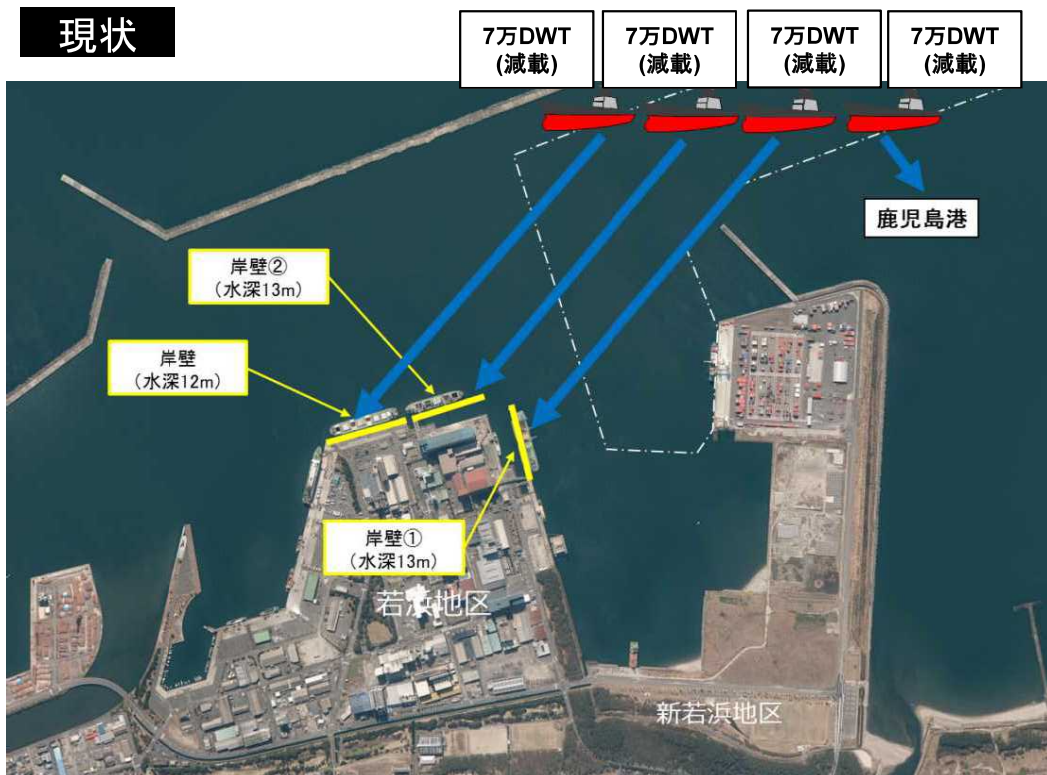 現状
7万DWT
(減載)
7万DWT
(減載)
7万DWT
(減載)
7万DWT
(減載)
鹿児島港
岸壁②
(水深13m)
岸壁
(水深12m)
岸壁①
(水深13m)
若浜地区
新若浜地区